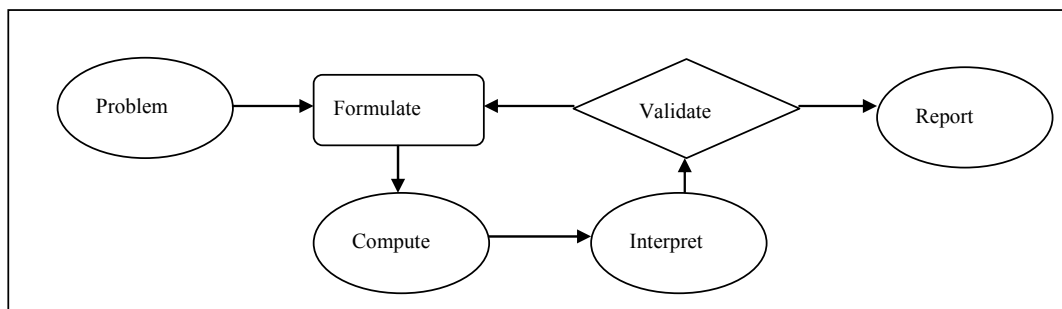 Problem
Formulate
Validate
Report
Compute
Interpret